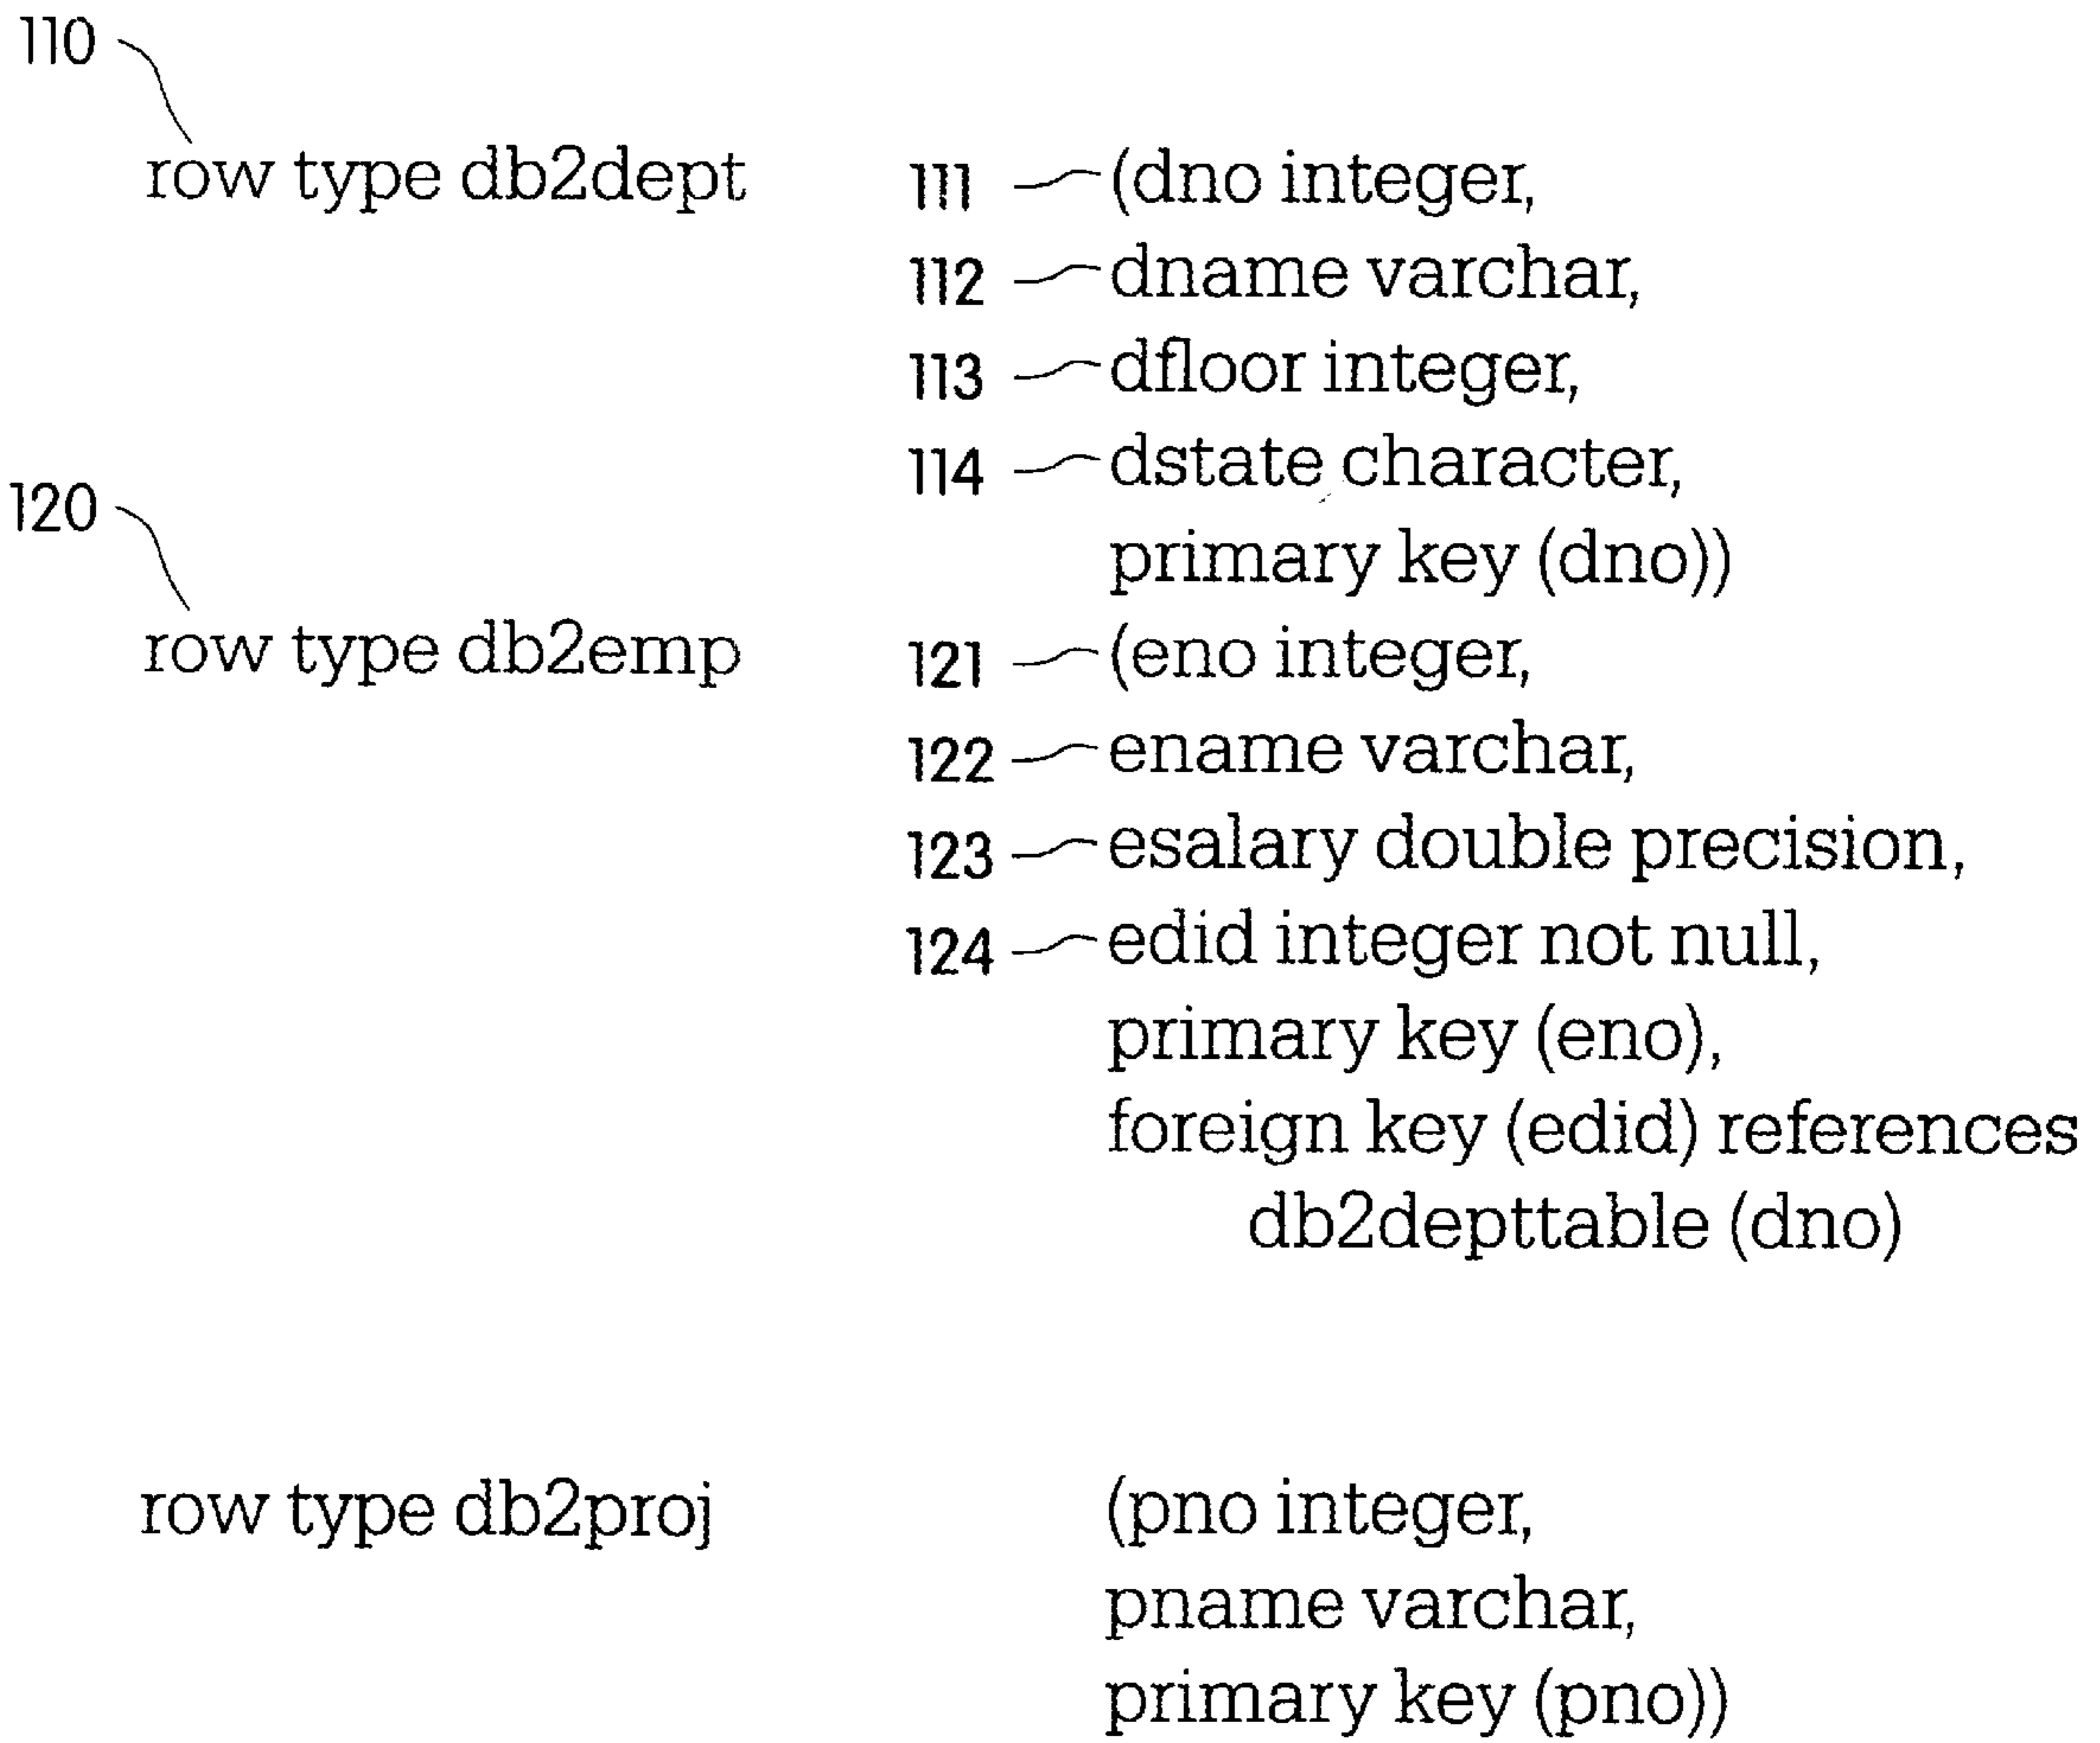 110
row type db2dept 111 (dno integer,
112 dname varchar,
113 dfloor integer,
114 dstate character,
primary key (dno))
120
row type db2emp 121 (eno integer,
122 ename varchar,
123 esalary double precision,
124 edid integer not null,
primary key (eno),
foreign key (edid) references
db2depttable (dno)
row type db2proj (pno integer,
pname varchar,
primary key (pno))